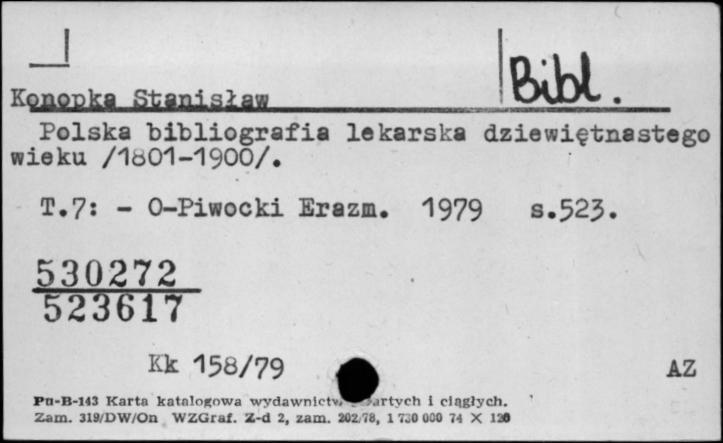 Bibl.
Konopka Stanisław
Polska bibliografia lekarska dziewiętnastego
wieku /1801-1900/.
T.7: - O-Piwocki Erazm. 1979 s.523.
530272
523617
Kk 158/79
AZ
Pu-B-143 Karta katalogowa wydawnictw i ciągłych.
Zam. 319/DW/On WZGraf. Z-d 2, zam. 202/78, 1 730 000 74 X 120